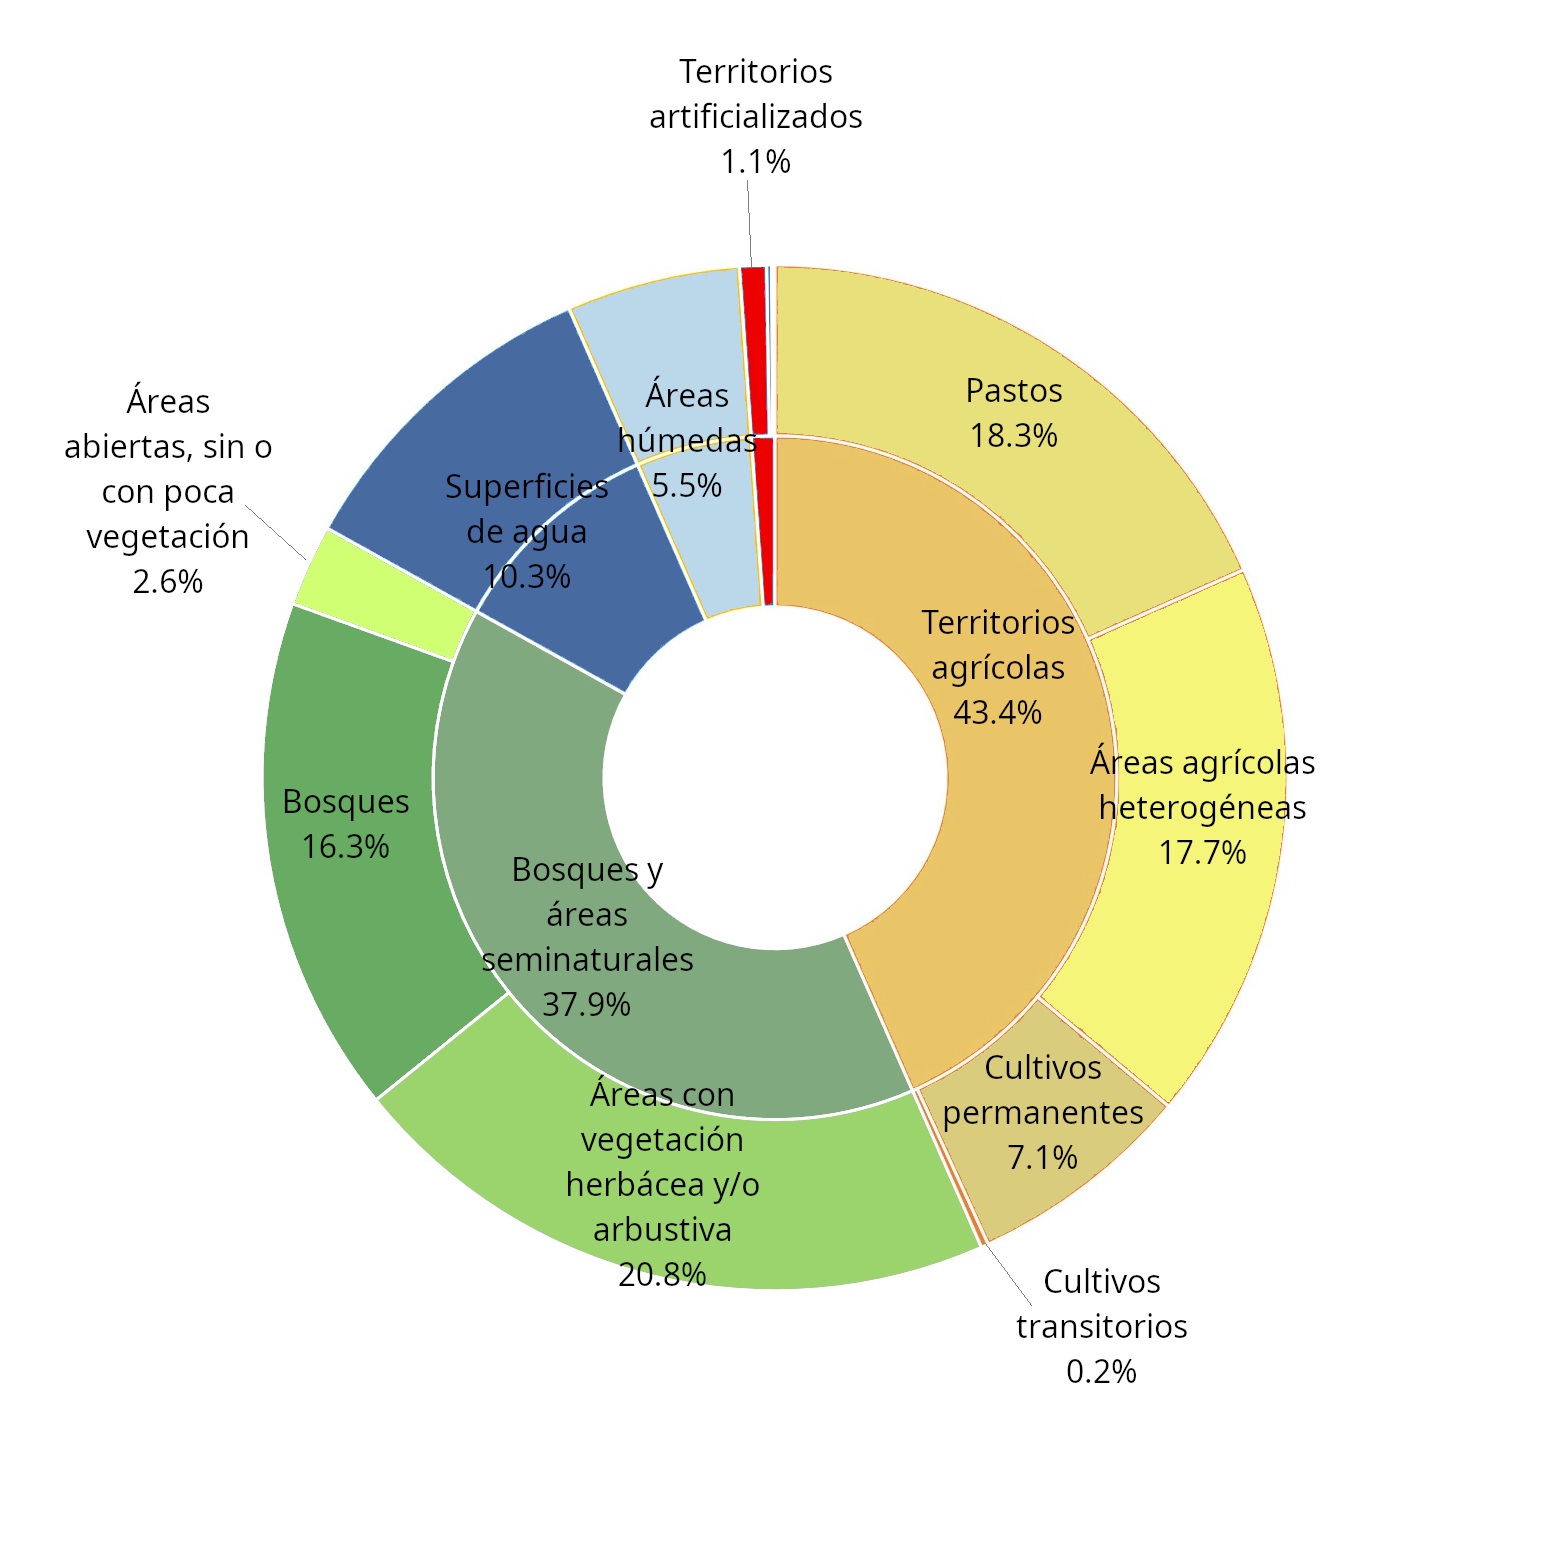 Territorios
artificializados
1.1%
Pastos
18.3%
Áreas
abiertas, sin o
con poca
vegetación
2.6%
Áreas
húmedas
5.5%
Superficies
de agua
10.3%
Territorios
agrícolas
43.4%
Áreas agrícolas
heterogéneas
17.7%
Bosques
16.3%
Bosques y
áreas
seminaturales
37.9%
Cultivos
permanentes
7.1%
Áreas con
vegetación
herbácea y/o
arbustiva
20.8%
Cultivos
transitorios
0.2%